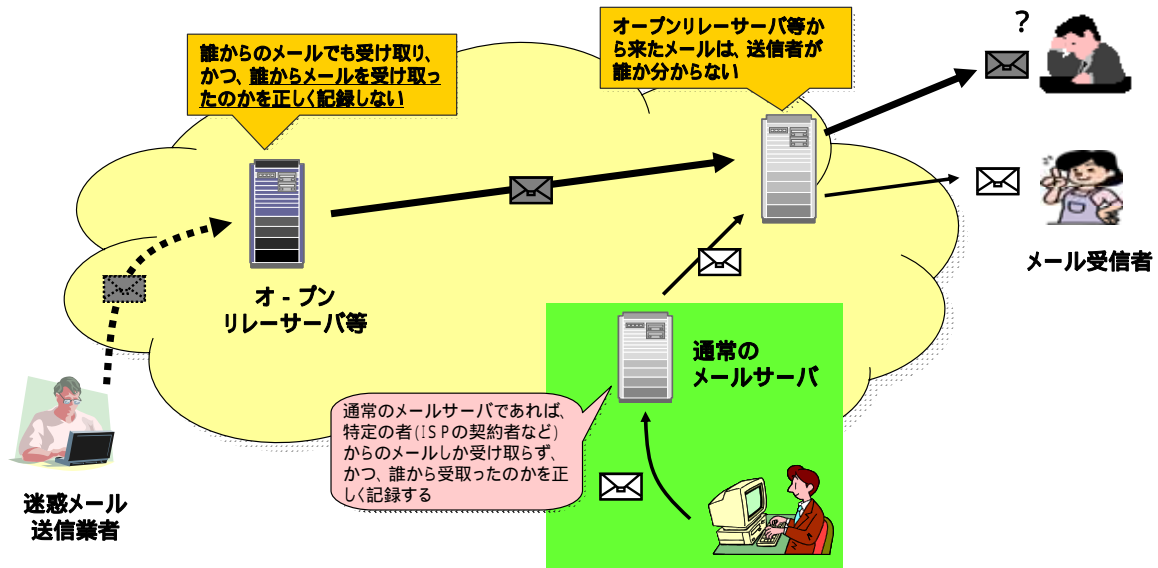 誰からのメールでも受け取り、
かつ、誰からメールを受け取っ
たのかを正しく記録しない
オープンリレーサーバ等か
ら来たメールは、送信者が
誰か分からない
?
メール受信者
オ-プン
リレーサーバ等
通常の
メールサーバ
通常のメールサーバであれば、
特定の者(ISPの契約者など)
からのメールしか受け取らず、
かつ、誰から受取ったのかを正
しく記録する
迷惑メール
送信業者